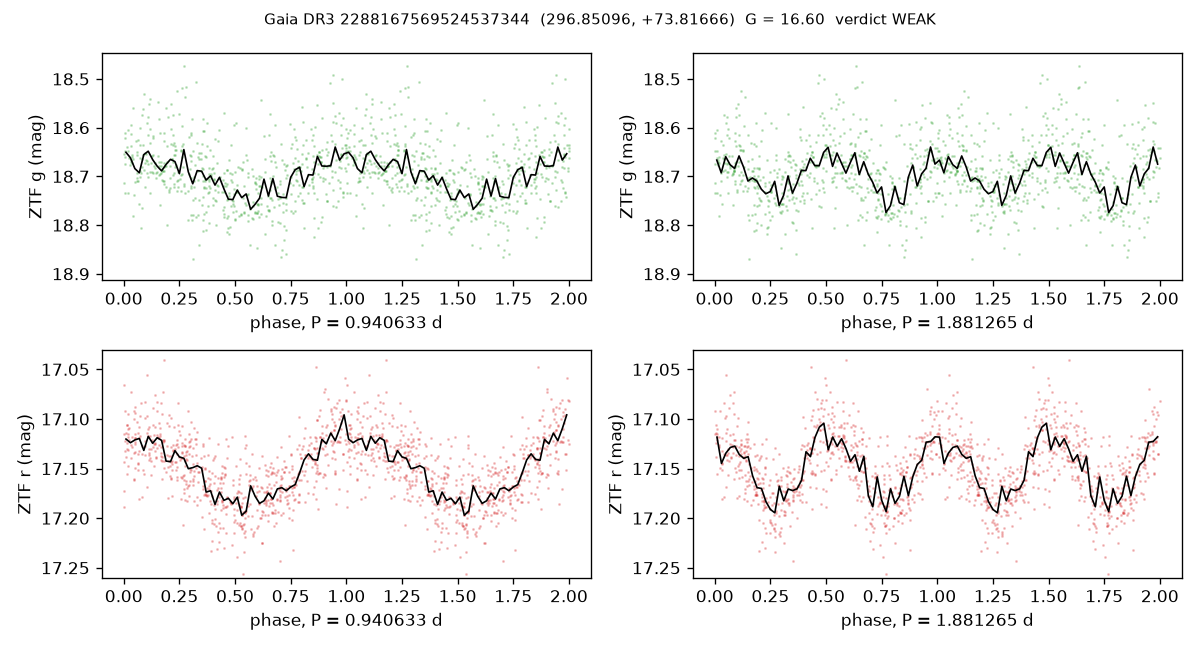 Gaia DR3 2288167569524537344 (296.85096, +73.81666) G = 16.60 verdict WEAK
ZTF g (mag)
18.5
18.6
18.7
18.8
18.9
0.00 0.25 0.50 0.75 1.00 1.25 1.50 1.75 2.00
phase, P = 0.940633 d
ZTF g (mag)
18.5
18.6
18.7
18.8
18.9
0.00 0.25 0.50 0.75 1.00 1.25 1.50 1.75 2.00
phase, P = 1.881265 d
ZTF r (mag)
17.05
17.10
17.15
17.20
17.25
0.00 0.25 0.50 0.75 1.00 1.25 1.50 1.75 2.00
phase, P = 0.940633 d
ZTF r (mag)
17.05
17.10
17.15
17.20
17.25
0.00 0.25 0.50 0.75 1.00 1.25 1.50 1.75 2.00
phase, P = 1.881265 d